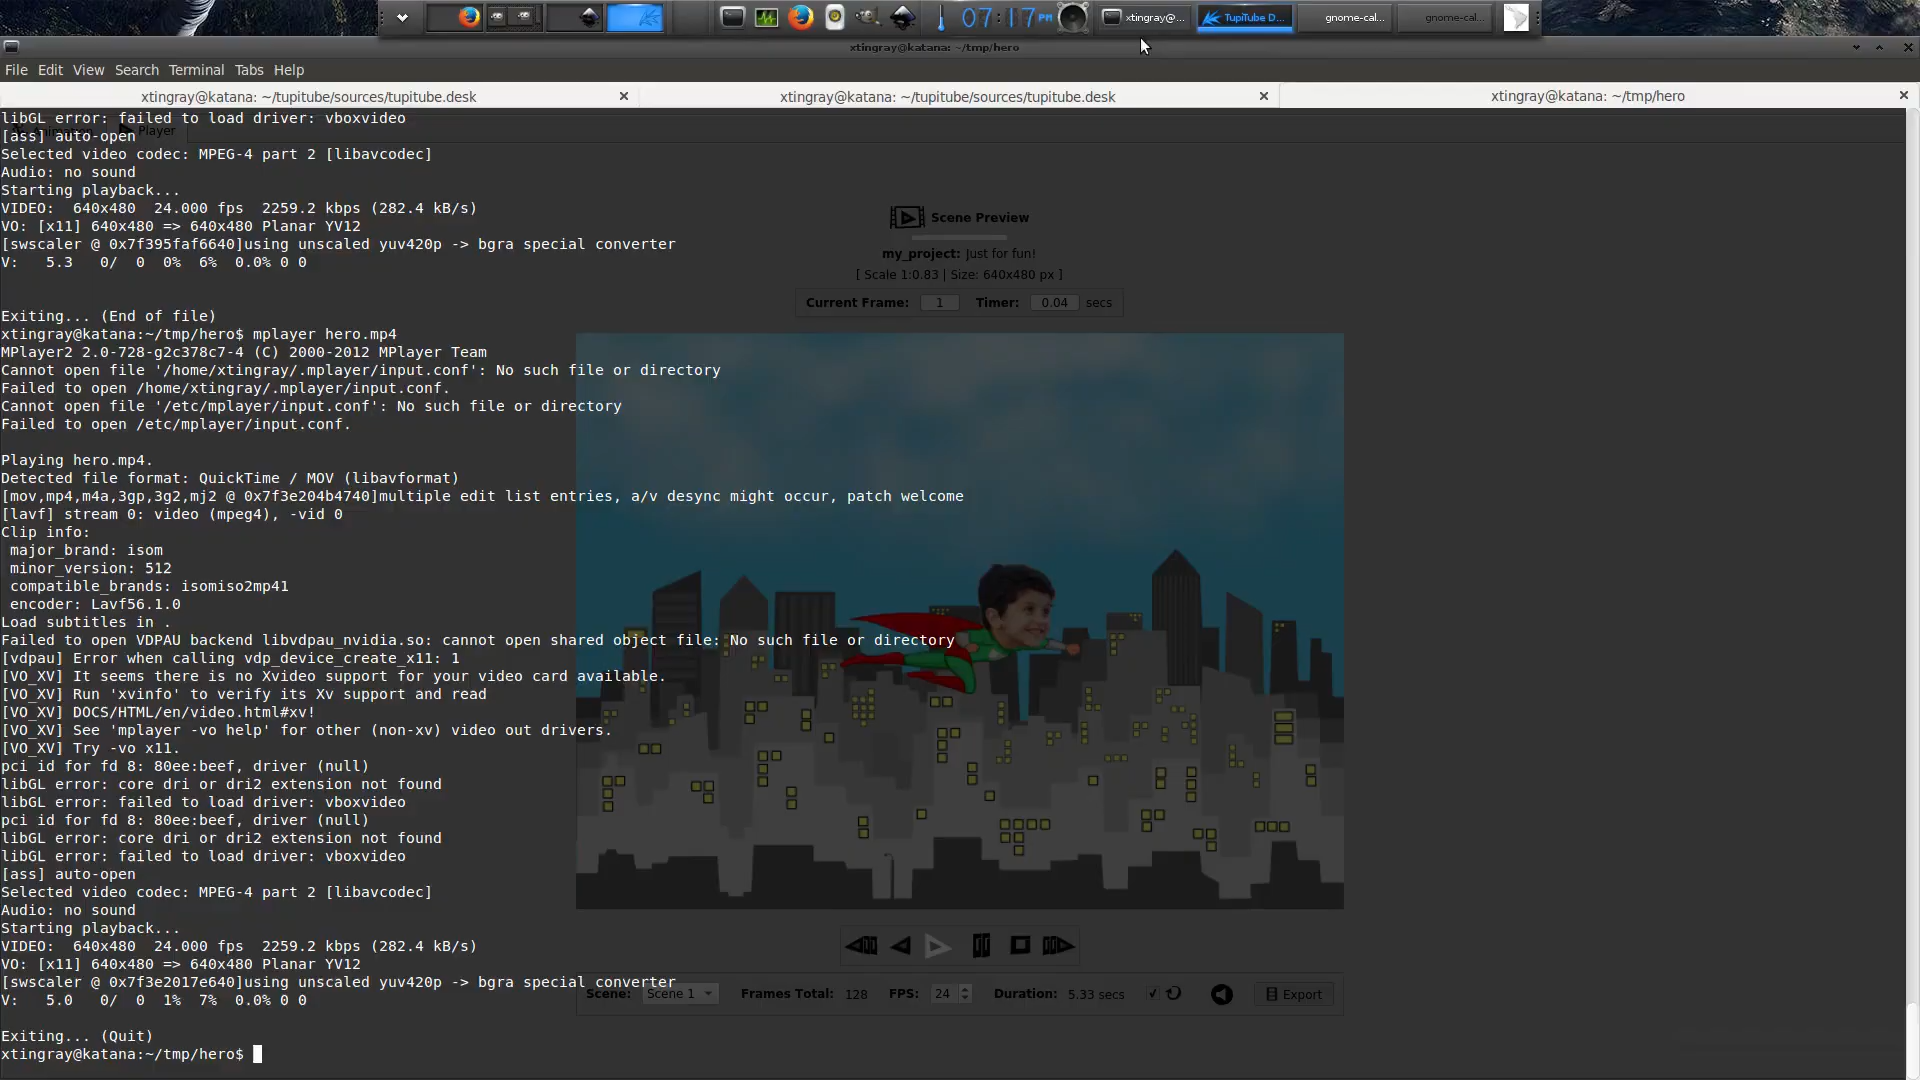 07:17PM
xtingray@...
TupiTube D...
gnome-cal...
gnome-cal...
xtingray@katana: ~/tmp/hero
File Edit View Search Terminal Tabs Help
xtingray@katana: ~/tupitube/sources/tupitube.desk
xtingray@katana: ~/tupitube/sources/tupitube.desk
xtingray@katana: ~/tmp/hero
libGL error: failed to load driver: vboxvideo
Animation Player
[ass] auto-open
Selected video codec: MPEG-4 part 2 [libavcodec]
Audio: no sound
Starting playback...
VIDEO:  640x480  24.000 fps  2259.2 kbps (282.4 kB/s)
VO: [x11] 640x480 => 640x480 Planar YV12
[swscaler @ 0x7f395faf6640]using unscaled yuv420p -> bgra special converter
V:   5.3   0/  0  0%  6%  0.0% 0 0
Exiting... (End of file)
xtingray@katana:~/tmp/hero$ mplayer hero.mp4
MPlayer2 2.0-728-g2c378c7-4 (C) 2000-2012 MPlayer Team
Cannot open file '/home/xtingray/.mplayer/input.conf': No such file or directory
Failed to open /home/xtingray/.mplayer/input.conf.
Cannot open file '/etc/mplayer/input.conf': No such file or directory
Failed to open /etc/mplayer/input.conf.
Playing hero.mp4.
Detected file format: QuickTime / MOV (libavformat)
[mov,mp4,m4a,3gp,3g2,mj2 @ 0x7f3e204b4740]multiple edit list entries, a/v desync might occur, patch welcome
[lavf] stream 0: video (mpeg4), -vid 0
Clip info:
 major_brand: isom
 minor_version: 512
 compatible_brands: isomiso2mp41
 encoder: Lavf56.1.0
Load subtitles in .
Failed to open VDPAU backend libvdpau_nvidia.so: cannot open shared object file: No such file or directory
[vdpau] Error when calling vdp_device_create_x11: 1
[VO_XV] It seems there is no Xvideo support for your video card available.
[VO_XV] Run 'xvinfo' to verify its Xv support and read
[VO_XV] DOCS/HTML/en/video.html#xv!
[VO_XV] See 'mplayer -vo help' for other (non-xv) video out drivers.
[VO_XV] Try -vo x11.
pci id for fd 8: 80ee:beef, driver (null)
libGL error: core dri or dri2 extension not found
libGL error: failed to load driver: vboxvideo
pci id for fd 8: 80ee:beef, driver (null)
libGL error: core dri or dri2 extension not found
libGL error: failed to load driver: vboxvideo
[ass] auto-open
Selected video codec: MPEG-4 part 2 [libavcodec]
Audio: no sound
Starting playback...
VIDEO:  640x480  24.000 fps  2259.2 kbps (282.4 kB/s)
VO: [x11] 640x480 => 640x480 Planar YV12
[swscaler @ 0x7f3e2017e640]using unscaled yuv420p -> bgra special converter
V:   5.0   0/  0  1%  7%  0.0% 0 0
Exiting... (Quit)
xtingray@katana:~/tmp/hero$
Scene Preview
my_project: Just for fun!
[ Scale 1:0.83 | Size: 640x480 px ]
Current Frame: 1 Timer: 0.04 secs
Scene: Scene 1 Frames Total: 128 FPS: 24 Duration: 5.33 secs Export